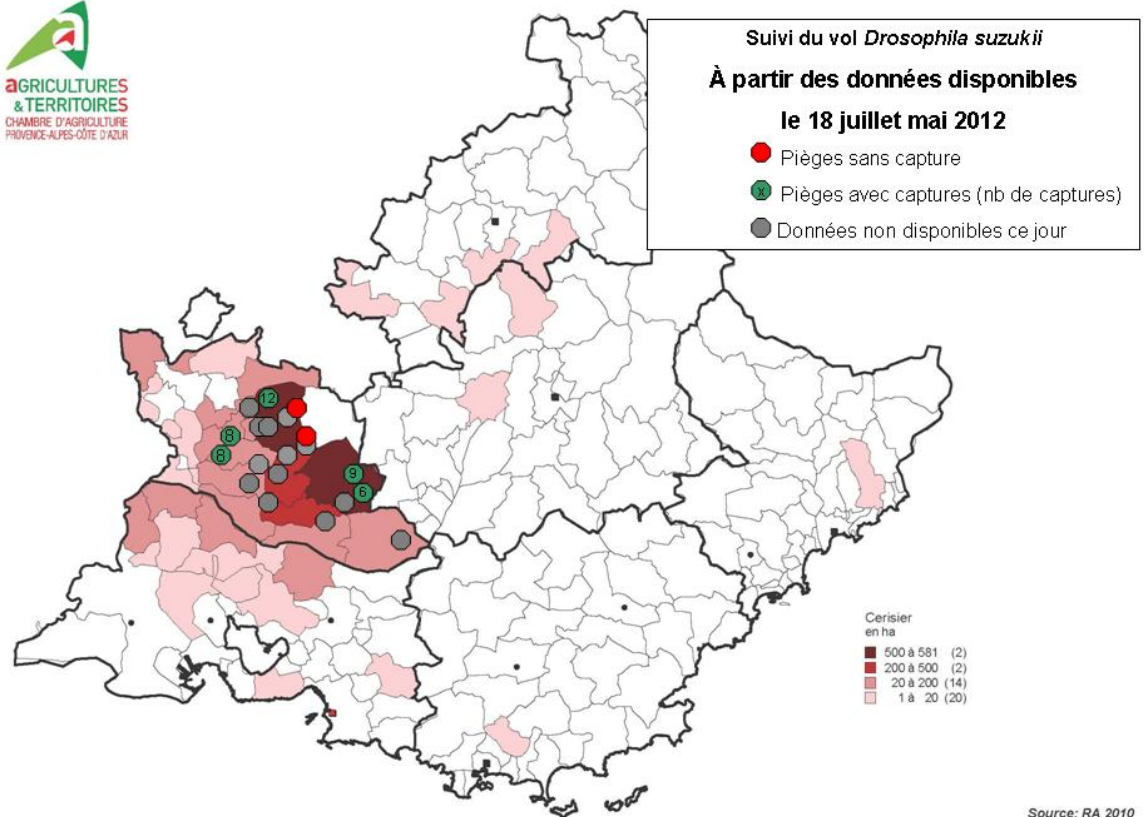 aGRICULTURES
& TERRITOIRES
CHAMBRE D'AGRICULTURE
PROVENCE-ALPES-CÔTE D'AZUR
Suivi du vol Drosophila suzukii
À partir des données disponibles
le 18 juillet mai 2012
Pièges sans capture
x Pièges avec captures (nb de captures)
Données non disponibles ce jour
12
8
8
9
6
Cerisier
en ha
500 à 581 (2)
200 à 500 (2)
20 à 200 (14)
1 à 20 (20)
Source: RA 2010